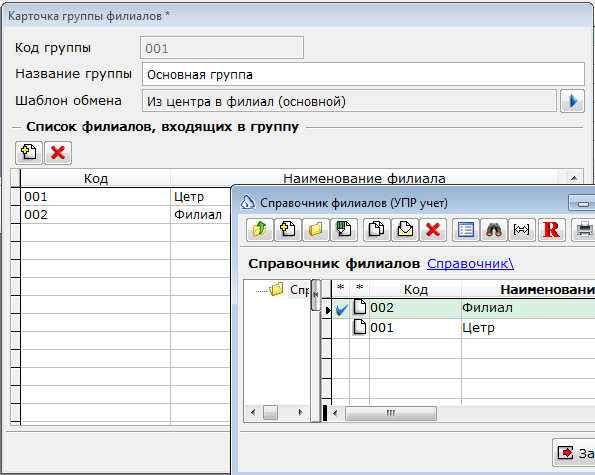 Карточка группы филиалов *
Код группы 001
Название группы Основная группа
Шаблон обмена Из центра в филиал (основной)
Список филиалов, входящих в группу
Код Наименование филиала
001 Цетр
002 Филиал
Справочник филиалов (УПР учет)
R
Справочник филиалов Справочник\
Спр
* * Код Наименовани
002 Филиал
001 Цетр
За